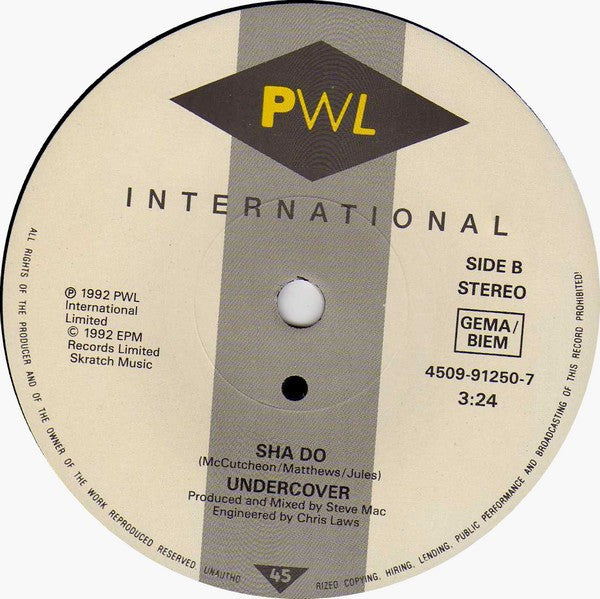 PWL
INTERNATIONAL
SIDE B
STEREO
GEMA/
BIEM
4509-91250-7
3:24
℗ 1992 PWL
International
Limited
© 1992 EPM
Records Limited
Skratch Music
SHA DO
(McCutcheon/Matthews/Jules)
UNDERCOVER
Produced and Mixed by Steve Mac
Engineered by Chris Laws
45
ALL RIGHTS OF THE PRODUCER AND OF THE OWNER OF THE WORK REPRODUCED RESERVED. UNAUTHO RIZED COPYING, HIRING, LENDING, PUBLIC PERFORMANCE AND BROADCASTING OF THIS RECORD PROHIBITED!